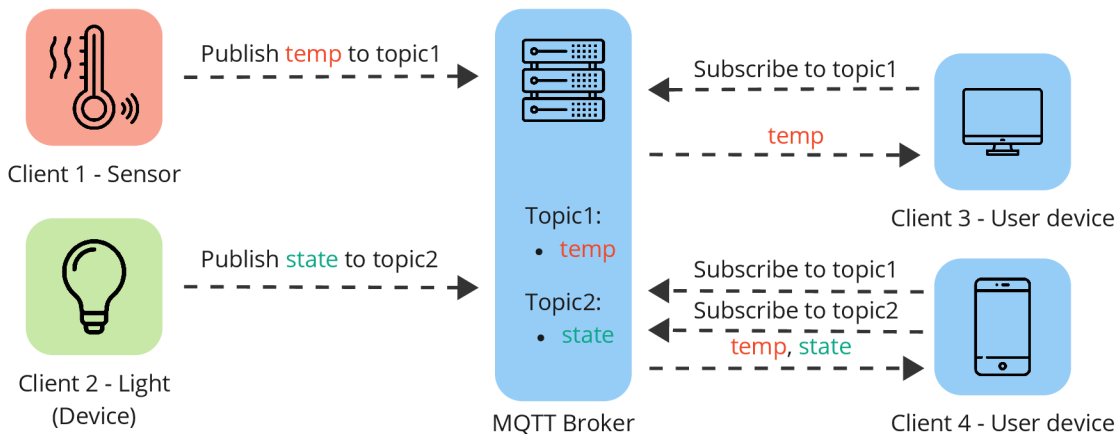 Publish temp to topic1
Client 1 - Sensor
Publish state to topic2
Client 2 - Light
(Device)
Topic1:
• temp
Topic2:
• state
MQTT Broker
Subscribe to topic1
temp
Client 3 - User device
Subscribe to topic1
Subscribe to topic2
temp, state
Client 4 - User device